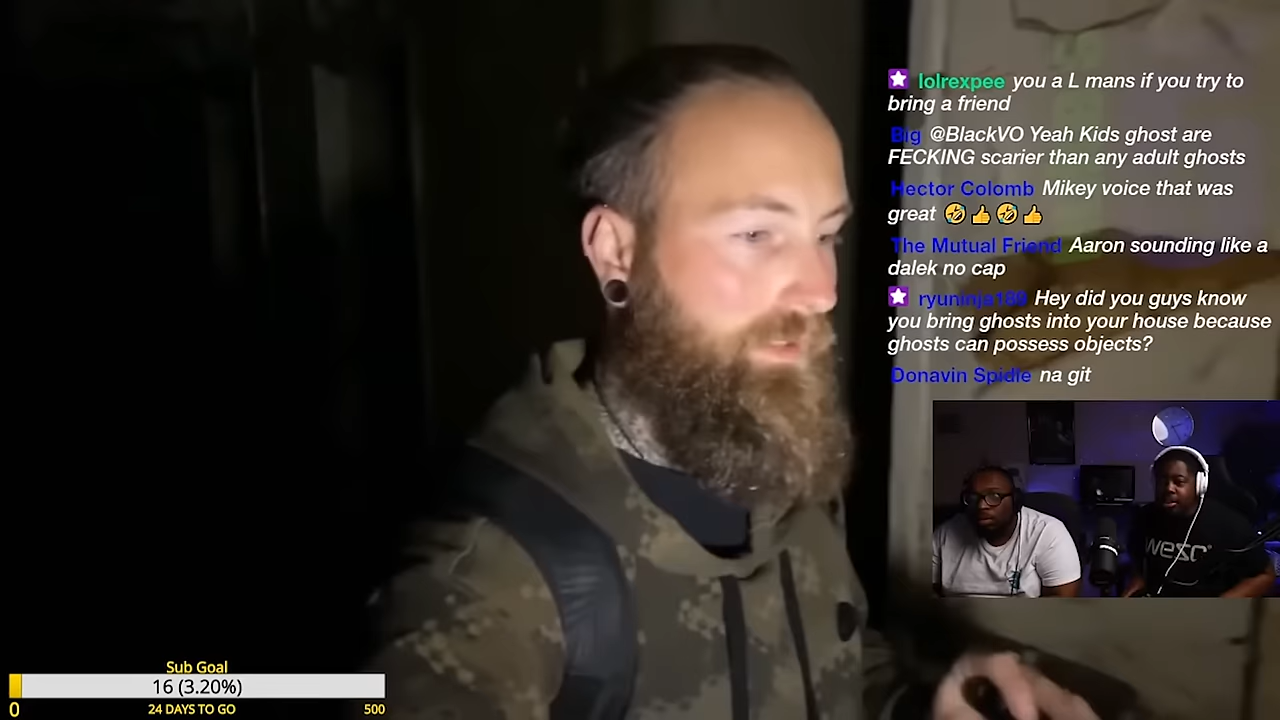 lolrexpee you a L mans if you try to
bring a friend
Big @BlackVO Yeah Kids ghost are
FECKING scarier than any adult ghosts
Hector Colomb Mikey voice that was
great 🤣👍🤣👍
The Mutual Friend Aaron sounding like a
dalek no cap
ryuninja189 Hey did you guys know
you bring ghosts into your house because
ghosts can possess objects?
Donavin Spidle na git
wesc
Sub Goal
16 (3.20%)
0 24 DAYS TO GO 500